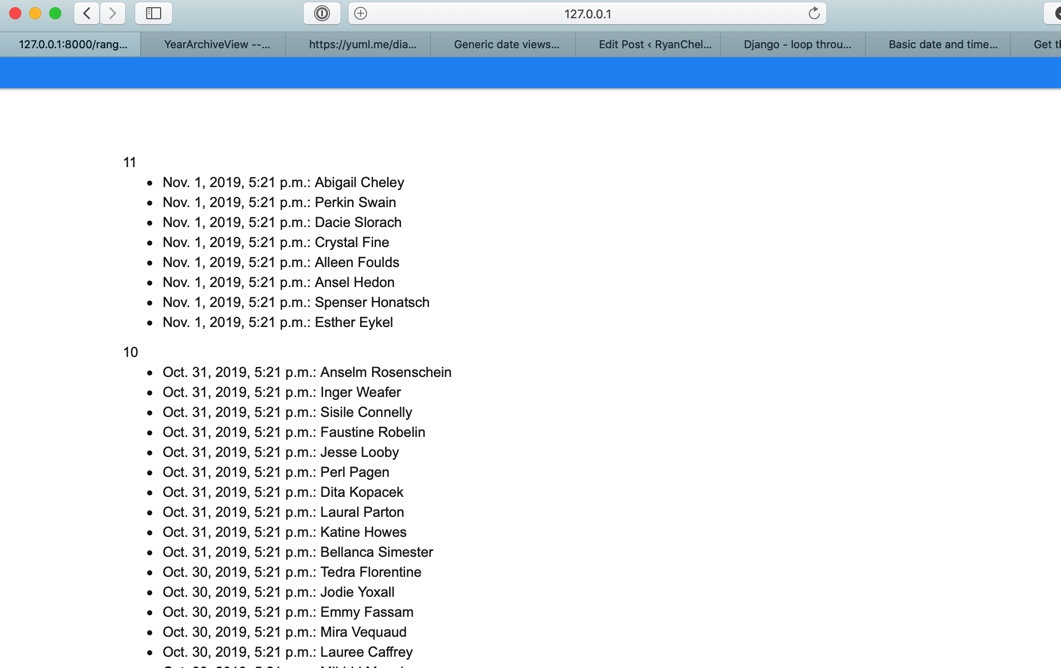 127.0.0.1
127.0.0.1:8000/rang...
YearArchiveView --...
https://yuml.me/dia...
Generic date views...
Edit Post ‹ RyanChel...
Django - loop throu...
Basic date and time...
Get t
11
• Nov. 1, 2019, 5:21 p.m.: Abigail Cheley
• Nov. 1, 2019, 5:21 p.m.: Perkin Swain
• Nov. 1, 2019, 5:21 p.m.: Dacie Slorach
• Nov. 1, 2019, 5:21 p.m.: Crystal Fine
• Nov. 1, 2019, 5:21 p.m.: Alleen Foulds
• Nov. 1, 2019, 5:21 p.m.: Ansel Hedon
• Nov. 1, 2019, 5:21 p.m.: Spenser Honatsch
• Nov. 1, 2019, 5:21 p.m.: Esther Eykel
10
• Oct. 31, 2019, 5:21 p.m.: Anselm Rosenschein
• Oct. 31, 2019, 5:21 p.m.: Inger Weafer
• Oct. 31, 2019, 5:21 p.m.: Sisile Connelly
• Oct. 31, 2019, 5:21 p.m.: Faustine Robelin
• Oct. 31, 2019, 5:21 p.m.: Jesse Looby
• Oct. 31, 2019, 5:21 p.m.: Perl Pagen
• Oct. 31, 2019, 5:21 p.m.: Dita Kopacek
• Oct. 31, 2019, 5:21 p.m.: Laural Parton
• Oct. 31, 2019, 5:21 p.m.: Katine Howes
• Oct. 31, 2019, 5:21 p.m.: Bellanca Simester
• Oct. 30, 2019, 5:21 p.m.: Tedra Florentine
• Oct. 30, 2019, 5:21 p.m.: Jodie Yoxall
• Oct. 30, 2019, 5:21 p.m.: Emmy Fassam
• Oct. 30, 2019, 5:21 p.m.: Mira Vequaud
• Oct. 30, 2019, 5:21 p.m.: Lauree Caffrey